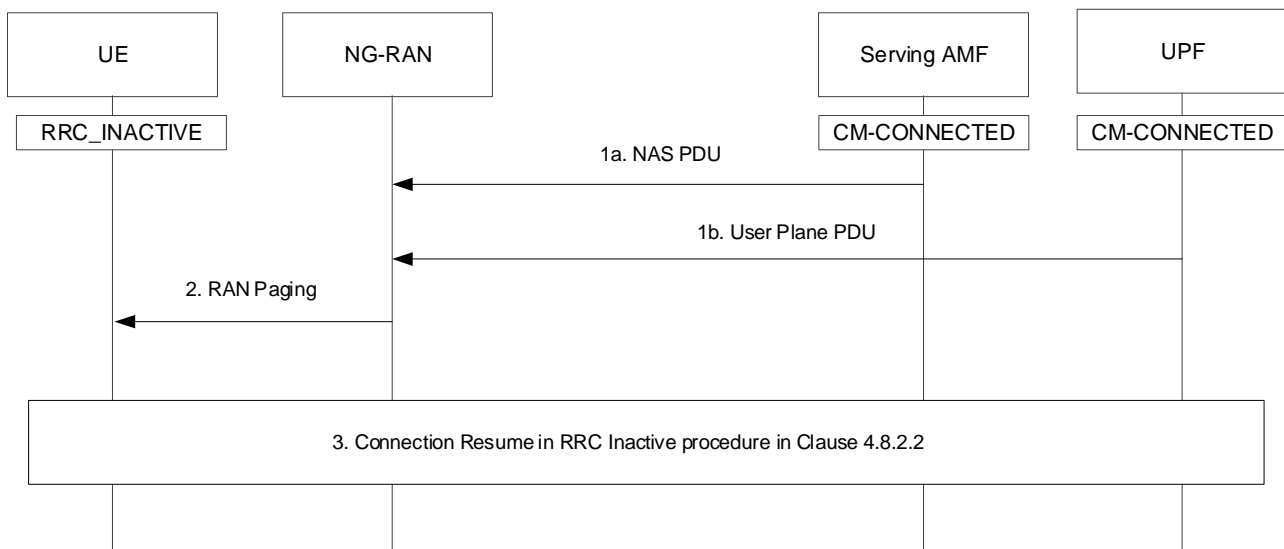 UE
NG-RAN
Serving AMF
UPF
RRC_INACTIVE
CM-CONNECTED
CM-CONNECTED
1a. NAS PDU
1b. User Plane PDU
2. RAN Paging
3. Connection Resume in RRC Inactive procedure in Clause 4.8.2.2